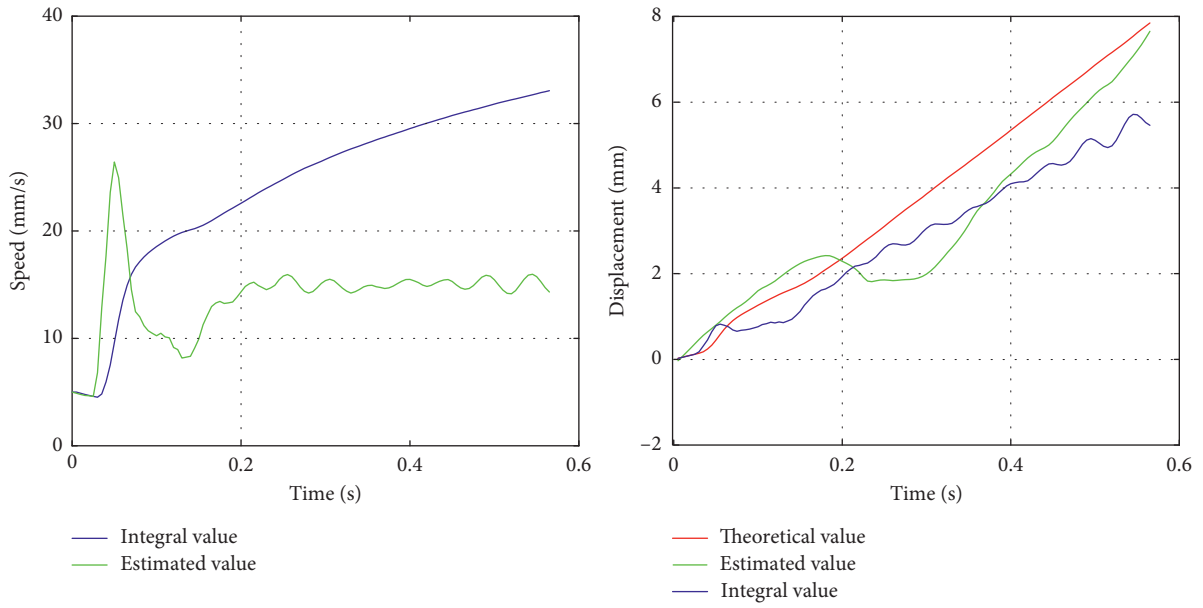 40
30
20
10
0
Speed (mm/s)
0
0.2
0.4
0.6
Time (s)
Integral value
Estimated value
8
6
4
2
0
−2
Displacement (mm)
0
0.2
0.4
0.6
Time (s)
Theoretical value
Estimated value
Integral value